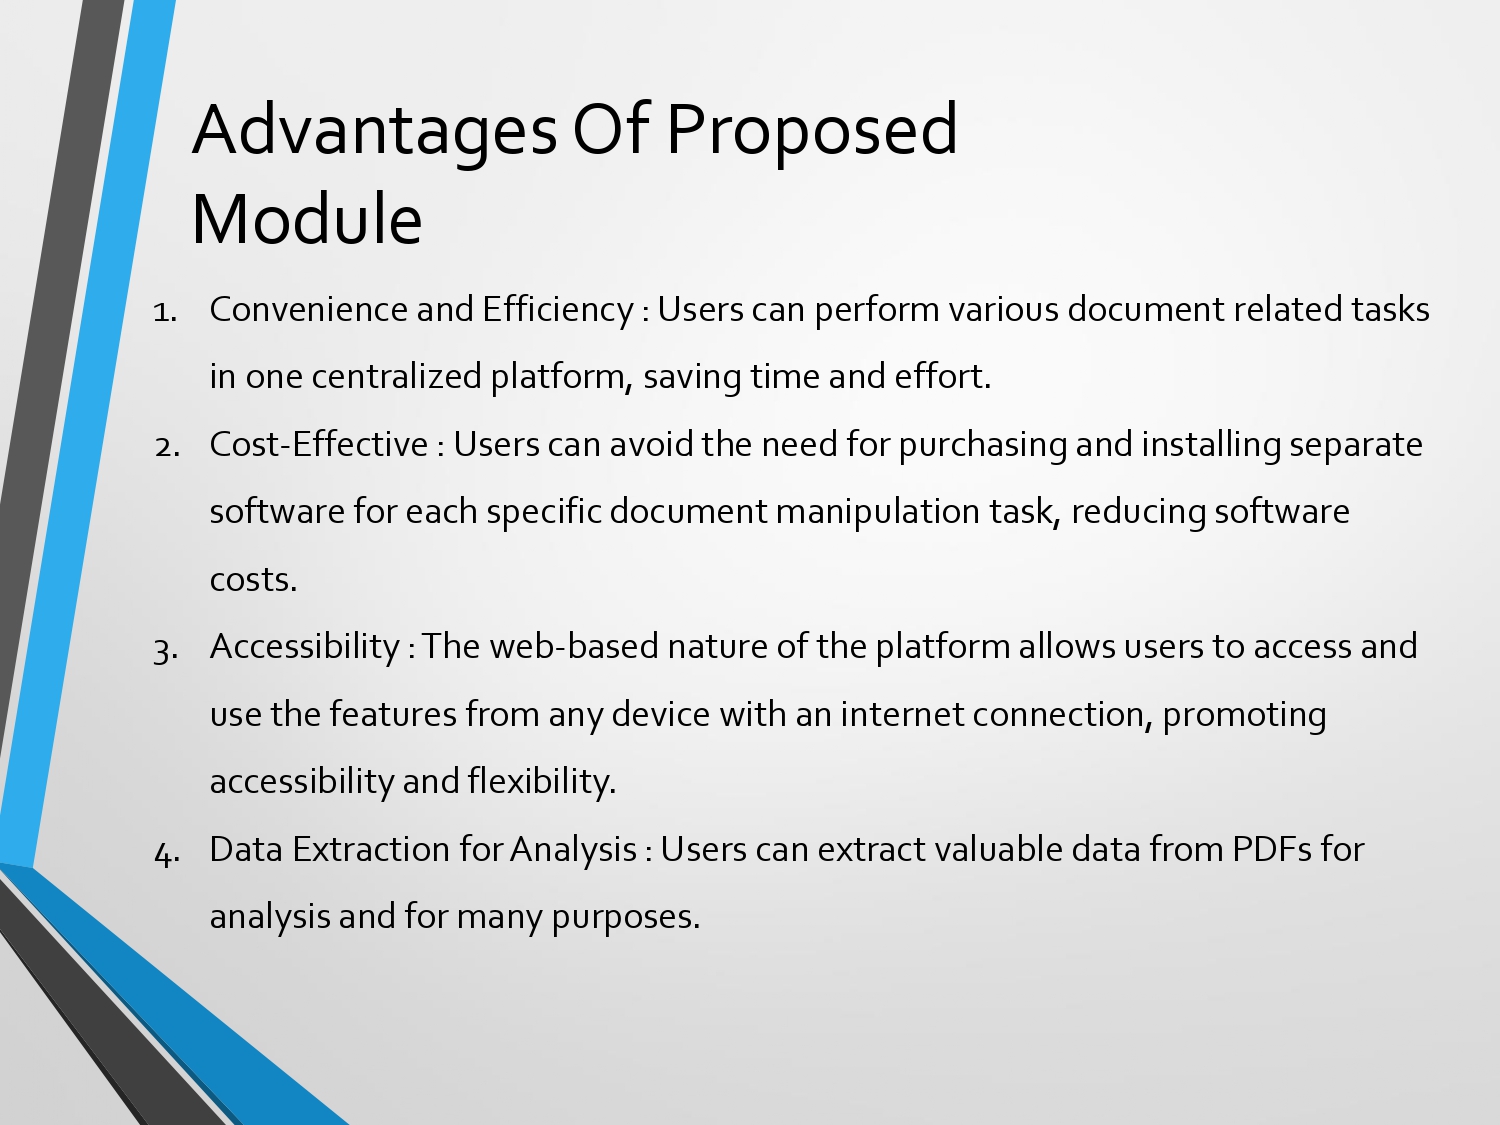 Advantages Of Proposed
Module
1. Convenience and Efficiency : Users can perform various document related tasks
in one centralized platform, saving time and effort.
2. Cost-Effective : Users can avoid the need for purchasing and installing separate
software for each specific document manipulation task, reducing software
costs.
3. Accessibility : The web-based nature of the platform allows users to access and
use the features from any device with an internet connection, promoting
accessibility and flexibility.
4. Data Extraction for Analysis : Users can extract valuable data from PDFs for
analysis and for many purposes.